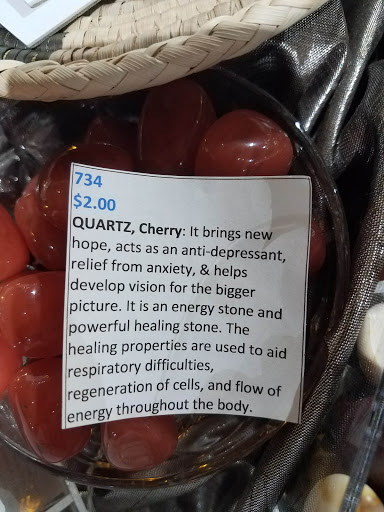 734
$2.00
QUARTZ, Cherry: It brings new
hope, acts as an anti-depressant,
relief from anxiety, & helps
develop vision for the bigger
picture. It is an energy stone and
powerful healing stone. The
healing properties are used to aid
respiratory difficulties,
regeneration of cells, and flow of
energy throughout the body.